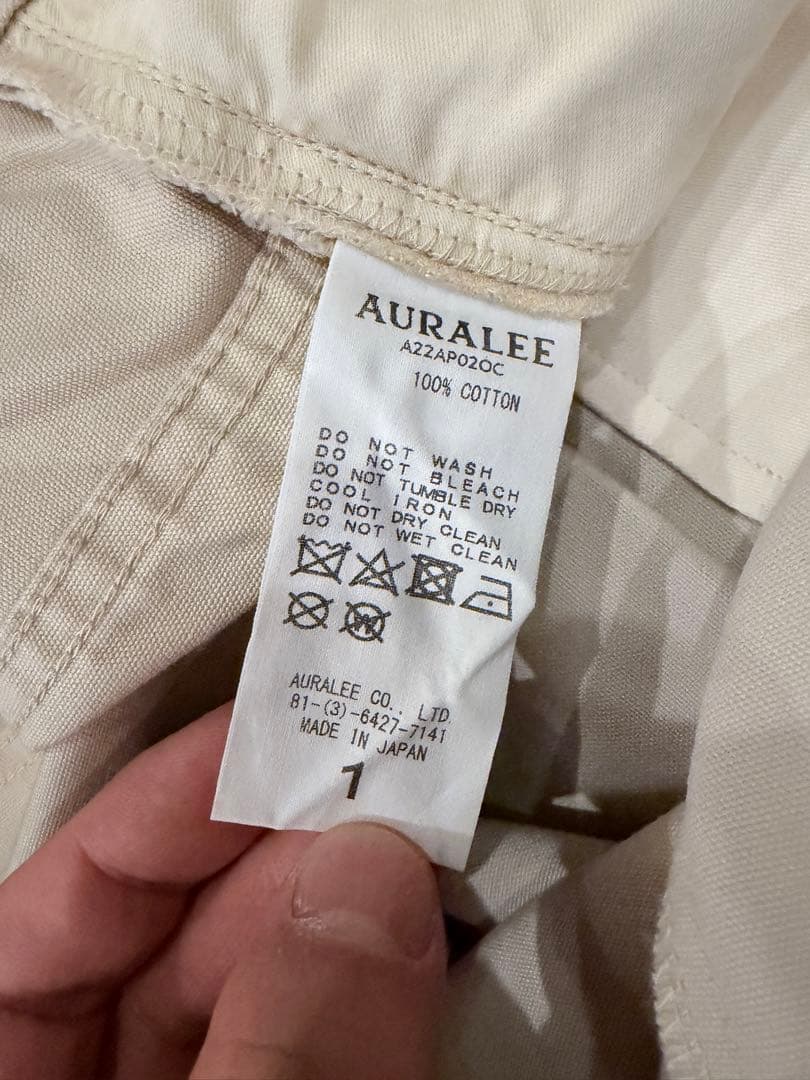 AURALEE
A22AP02OC
100% COTTON
DO NOT WASH
DO NOT BLEACH
DO NOT TUMBLE DRY
COOL IRON
DO NOT DRY CLEAN
DO NOT WET CLEAN
W
AURALEE CO., LTD.
81-(3)-6427-7141
MADE IN JAPAN
1